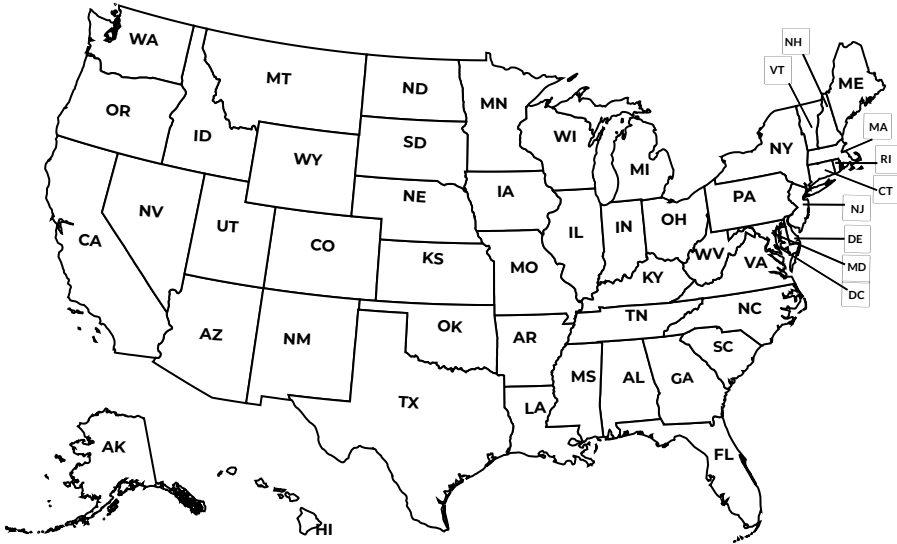 NH
VT
WA
MT
ND
MN
ME
OR
ID
SD
WI
NY
MA
WY
MI
RI
NE
IA
PA
CT
NV
UT
CO
IL
IN
OH
NJ
CA
KS
MO
WV
VA
DE
KY
MD
DC
AZ
NM
OK
AR
TN
NC
SC
TX
MS
AL
GA
LA
AK
FL
HI